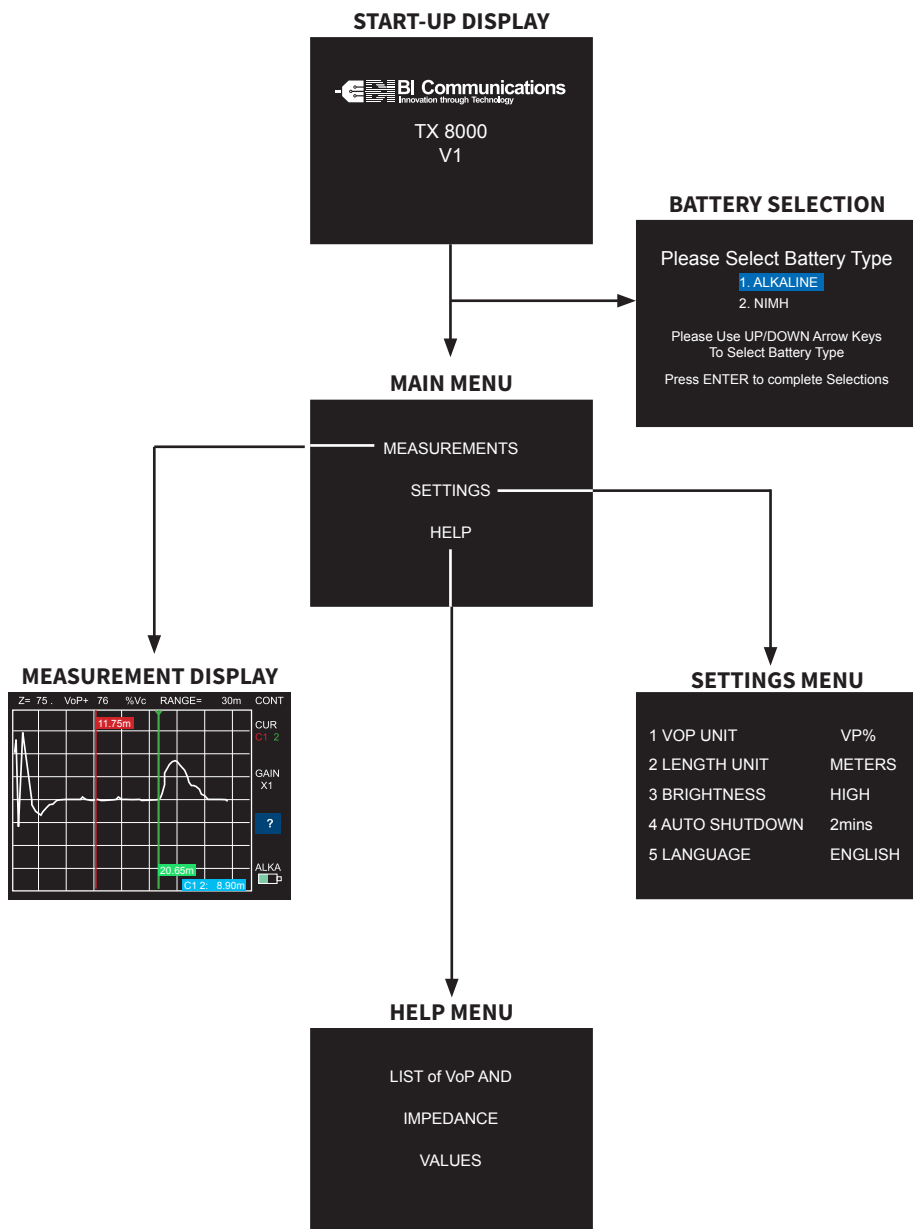 START-UP DISPLAY
BI Communications
Innovation through Technology
TX 8000
V1
BATTERY SELECTION
Please Select Battery Type
1. ALKALINE
2. NIMH
Please Use UP/DOWN Arrow Keys
To Select Battery Type
Press ENTER to complete Selections
MAIN MENU
MEASUREMENTS
SETTINGS
HELP
MEASUREMENT DISPLAY
Z= 75 . VoP+ 76 %Vc RANGE= 30m CONT
11.75m
CUR
C1 2
GAIN
X1
?
ALKA
20.65m
C1 2: 8.90m
SETTINGS MENU
1 VOP UNIT VP%
2 LENGTH UNIT METERS
3 BRIGHTNESS HIGH
4 AUTO SHUTDOWN 2mins
5 LANGUAGE ENGLISH
HELP MENU
LIST of VoP AND
IMPEDANCE
VALUES